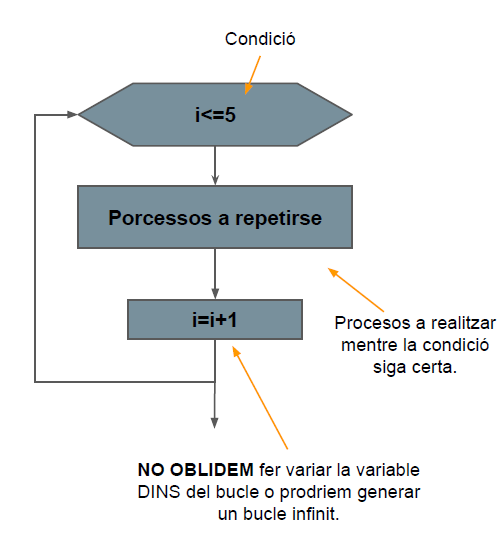 Condició
i<=5
Porcessos a repetirse
i=i+1
Procesos a realitzar
mentre la condició
siga certa.
NO OBLIDEM fer variar la variable
DINS del bucle o prodriem generar
un bucle infinit.